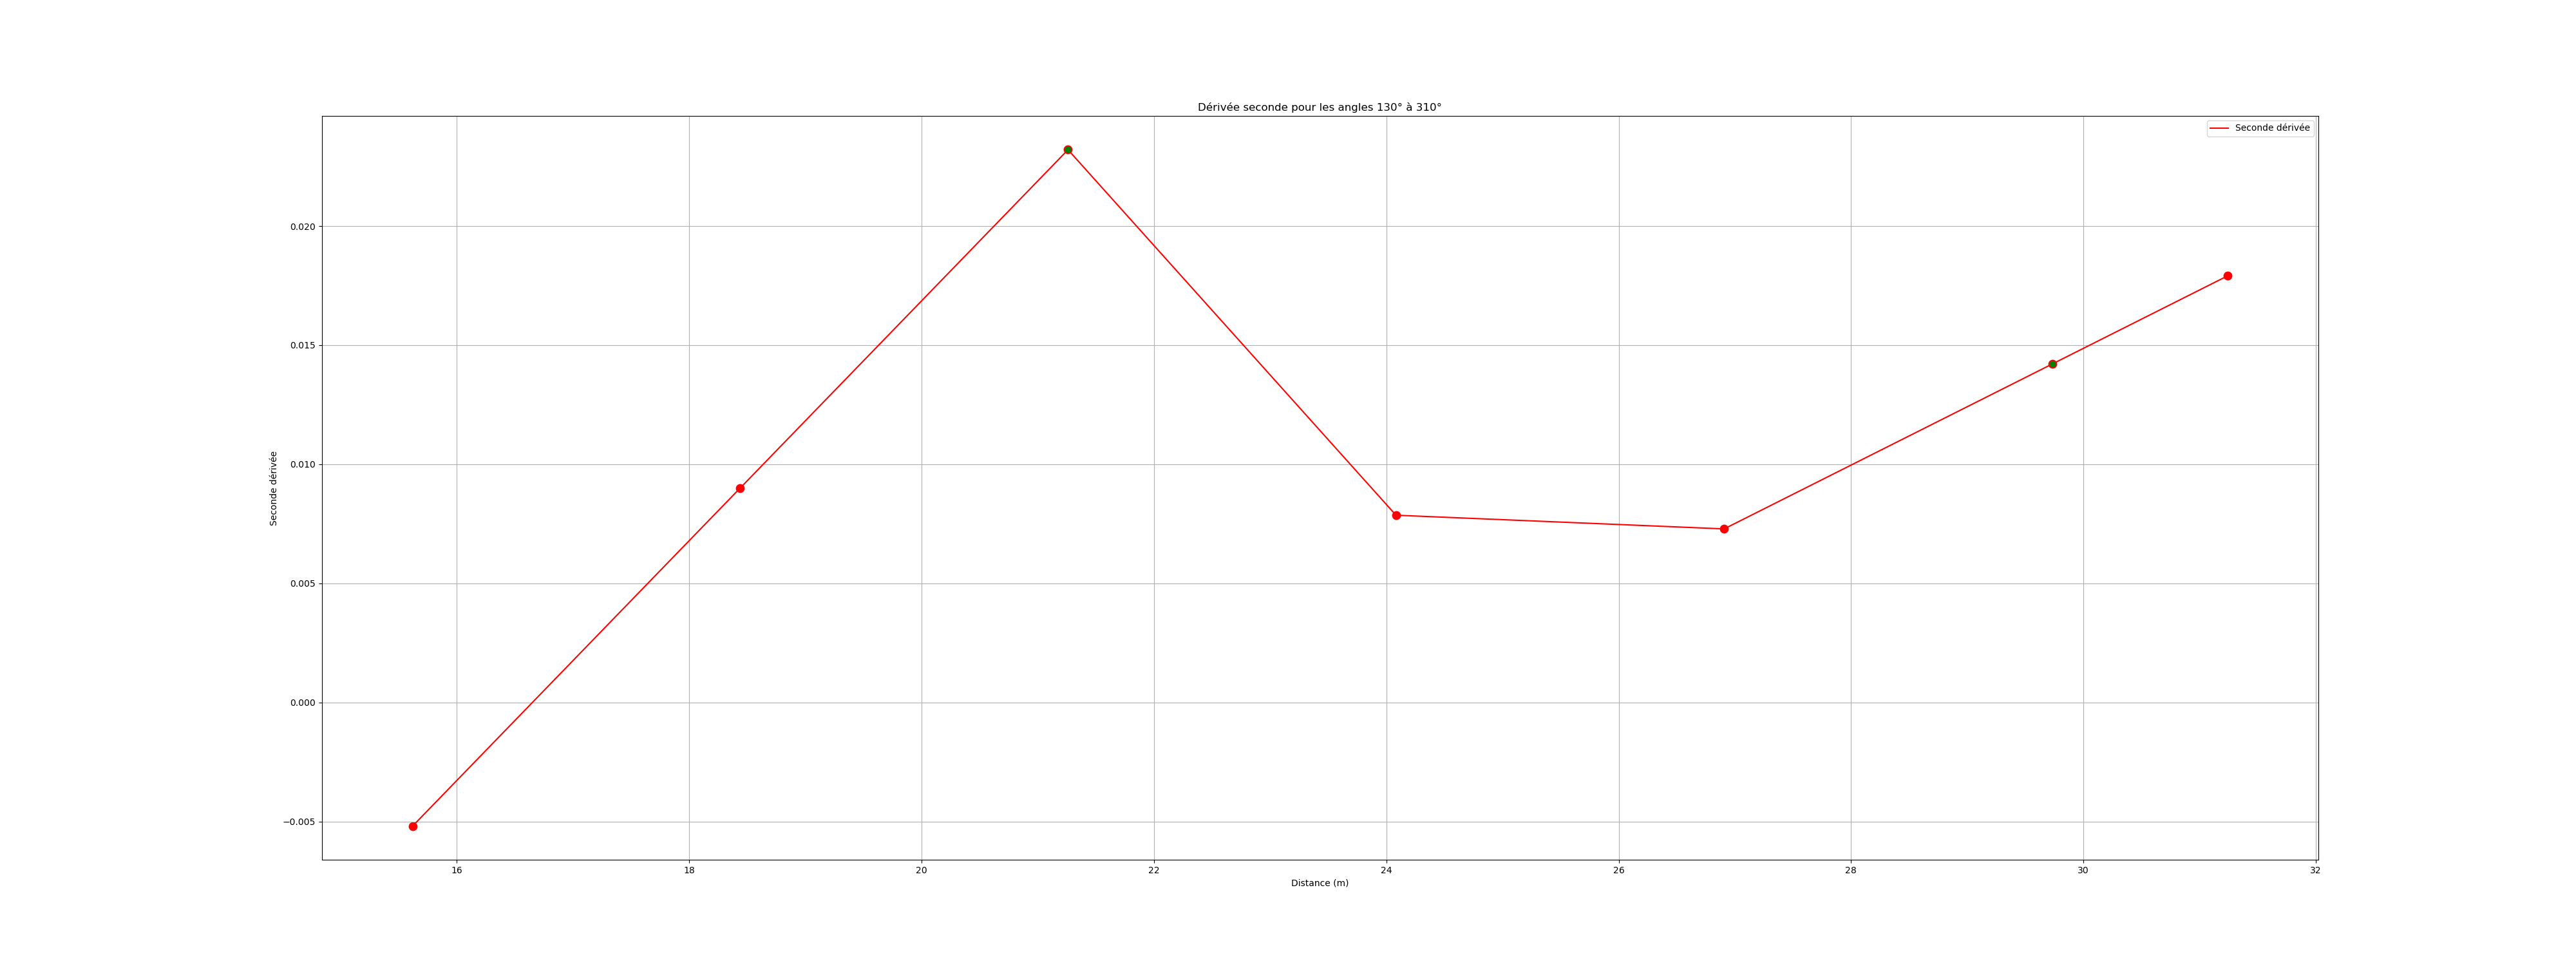 Dérivée seconde pour les angles 130° à 310°
Seconde dérivée
0.020
0.015
0.010
0.005
0.000
−0.005
Seconde dérivée
16 18 20 22 24 26 28 30 32
Distance (m)